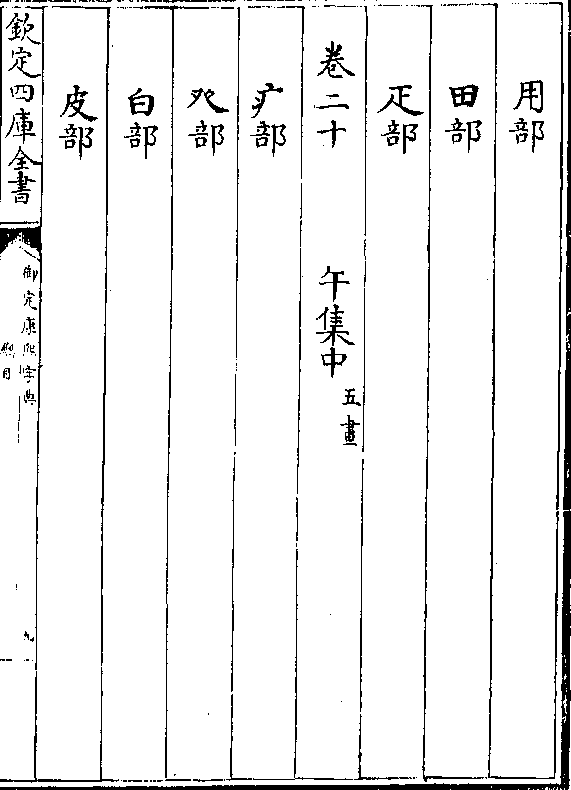 用部
田部
疋部
卷二十 午集中 五畫
疒部
癶部
白部
皮部
欽定四庫全書
御定康熙字典
總目
九